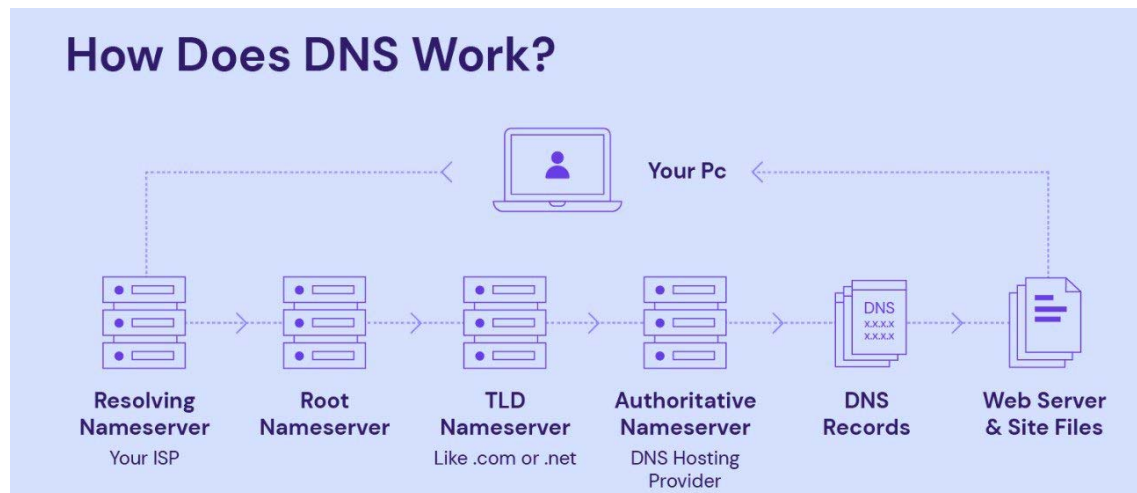 How Does DNS Work?
Your Pc
DNS
x.x.x.x
x.x.x.x
Resolving
Nameserver
Your ISP
Root
Nameserver
TLD
Nameserver
Like .com or .net
Authoritative
Nameserver
DNS Hosting
Provider
DNS
Records
Web Server
& Site Files